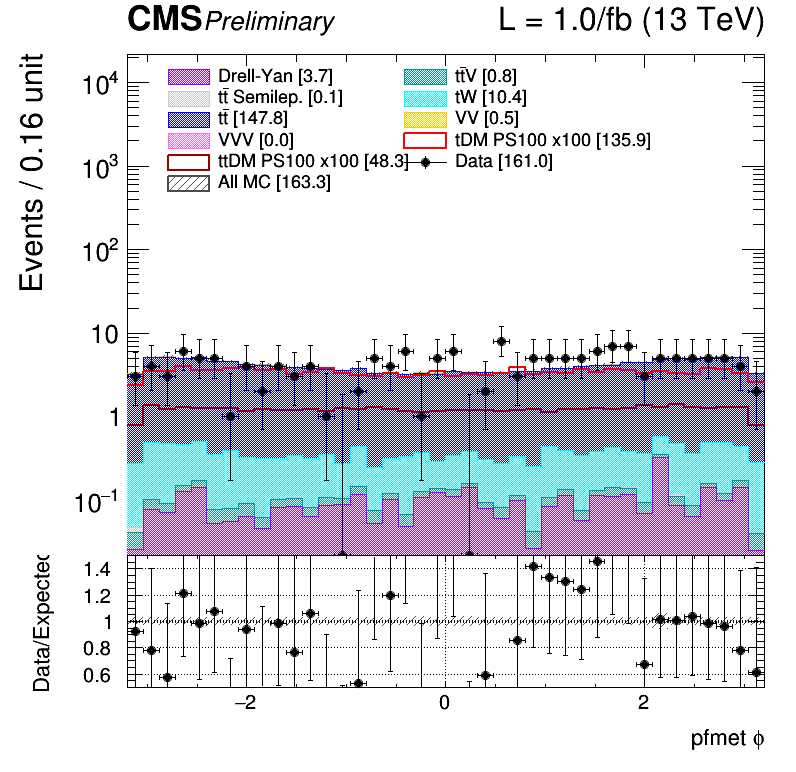 CMS Preliminary L = 1.0/fb (13 TeV)
Events / 0.16 unit
10⁴
10³
10²
10
1
10⁻¹
Drell-Yan [3.7]
tt̄V [0.8]
tt̄ Semilep. [0.1]
tW [10.4]
tt̄ [147.8]
VV [0.5]
VVV [0.0]
tDM PS100 x100 [135.9]
ttDM PS100 x100 [48.3]
Data [161.0]
All MC [163.3]
Data/Expected
1.4
1.2
1
0.8
0.6
−2 0 2
pfmet ϕ